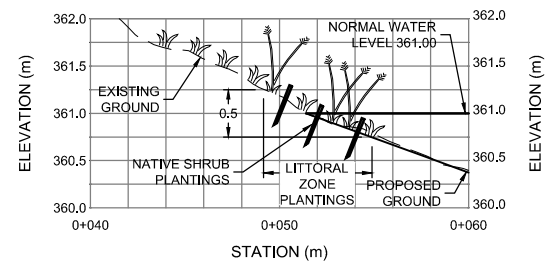 362.0
361.5
361.0
360.5
360.0
ELEVATION (m)
EXISTING
GROUND
0.5
NATIVE SHRUB
PLANTINGS
LITTORAL
ZONE
PLANTINGS
NORMAL WATER
LEVEL 361.00
PROPOSED
GROUND
362.0
361.5
361.0
360.5
360.0
ELEVATION (m)
0+040
0+050
0+060
STATION (m)